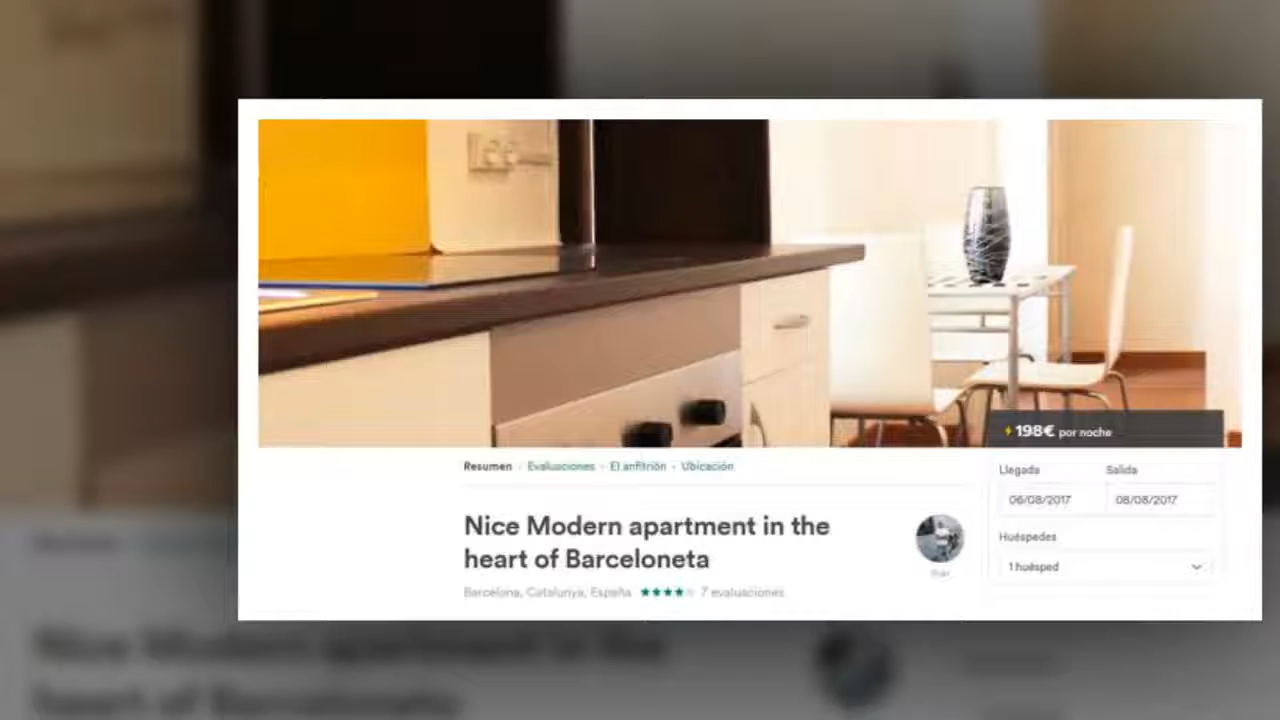 198€ por noche
Resumen · Evaluaciones · El anfitrión · Ubicación
Llegada Salida
06/08/2017 08/08/2017
Nice Modern apartment in the
heart of Barceloneta
Huéspedes
1 huésped
Barcelona, Catalunya, España ★★★★★ 7 evaluaciones